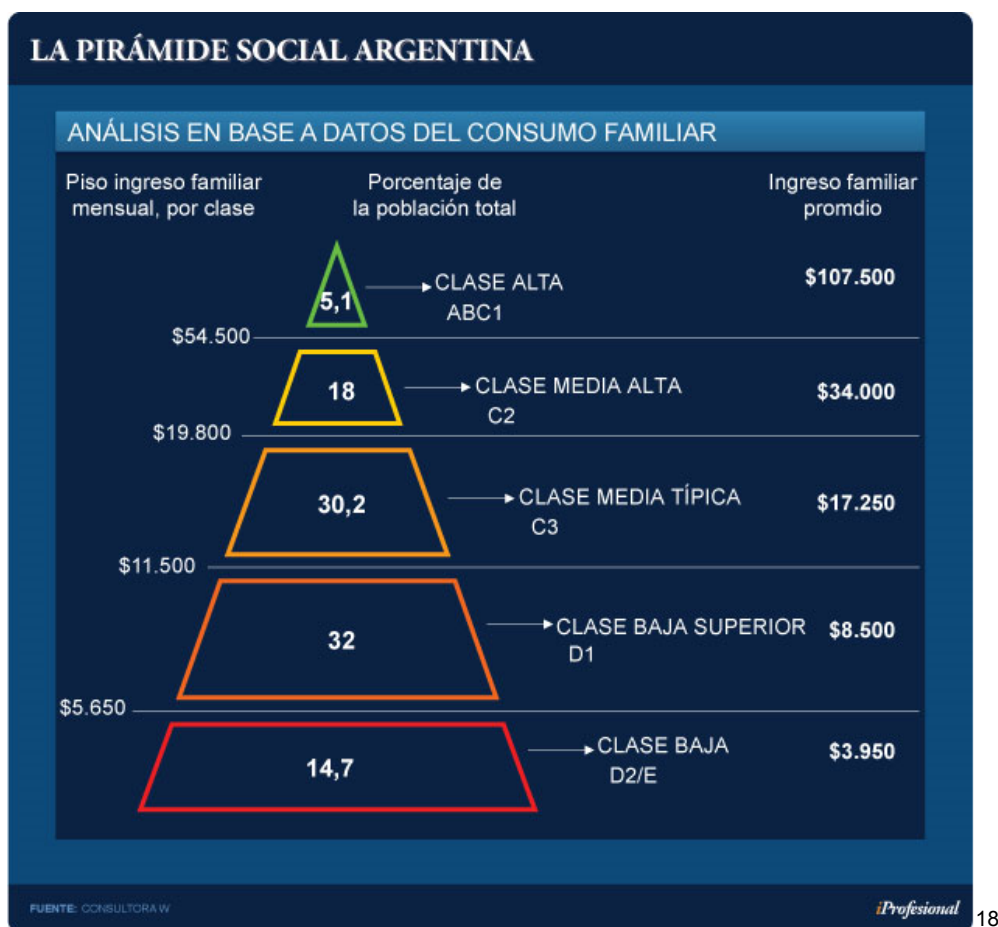 LA PIRÁMIDE SOCIAL ARGENTINA
ANÁLISIS EN BASE A DATOS DEL CONSUMO FAMILIAR
Piso ingreso familiar
mensual, por clase
Porcentaje de
la población total
Ingreso familiar
promdio
5,1
CLASE ALTA
ABC1
$107.500
$54.500
18
CLASE MEDIA ALTA
C2
$34.000
$19.800
30,2
CLASE MEDIA TÍPICA
C3
$17.250
$11.500
32
CLASE BAJA SUPERIOR
D1
$8.500
$5.650
14,7
CLASE BAJA
D2/E
$3.950
FUENTE: CONSULTORA W
iProfesional
18